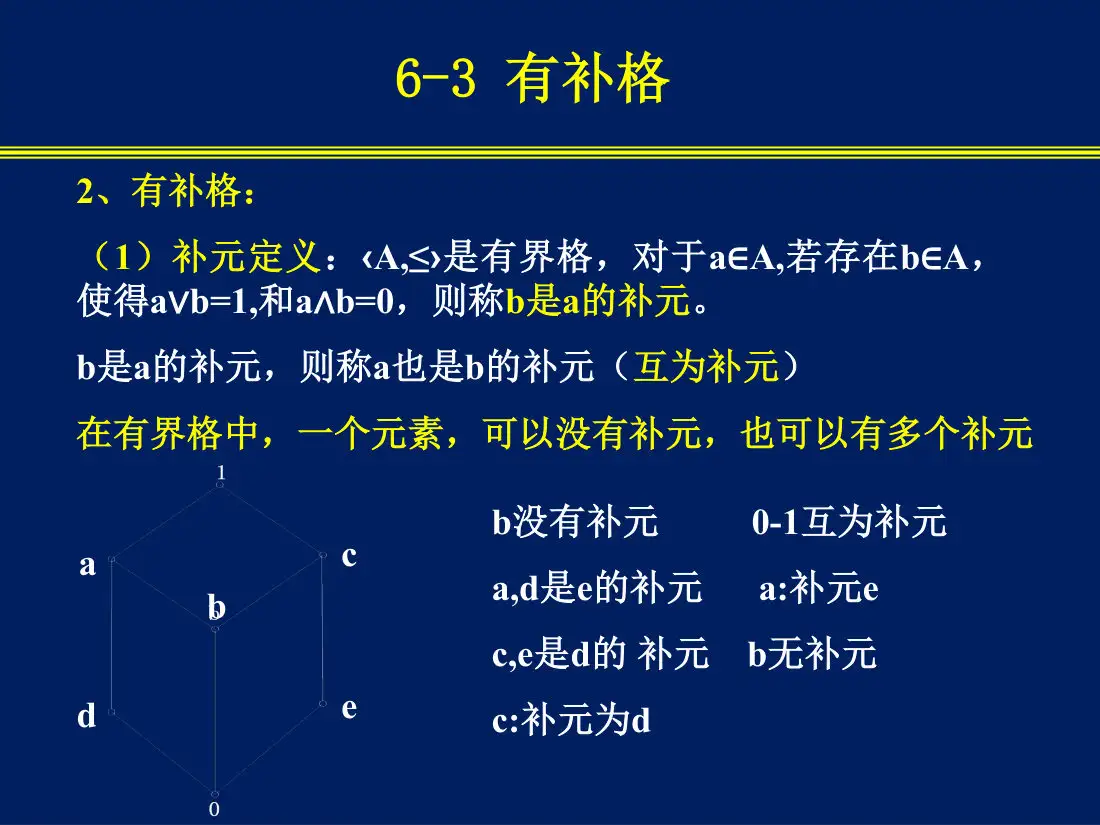 6-3 有补格
2、有补格：
（1）补元定义：‹A,≤›是有界格，对于a∈A,若存在b∈A，
使得a∨b=1,和a∧b=0，则称b是a的补元。
b是a的补元，则称a也是b的补元（互为补元）
在有界格中，一个元素，可以没有补元，也可以有多个补元
1
a
c
b
d
e
0
b没有补元 0-1互为补元
a,d是e的补元 a:补元e
c,e是d的 补元 b无补元
c:补元为d